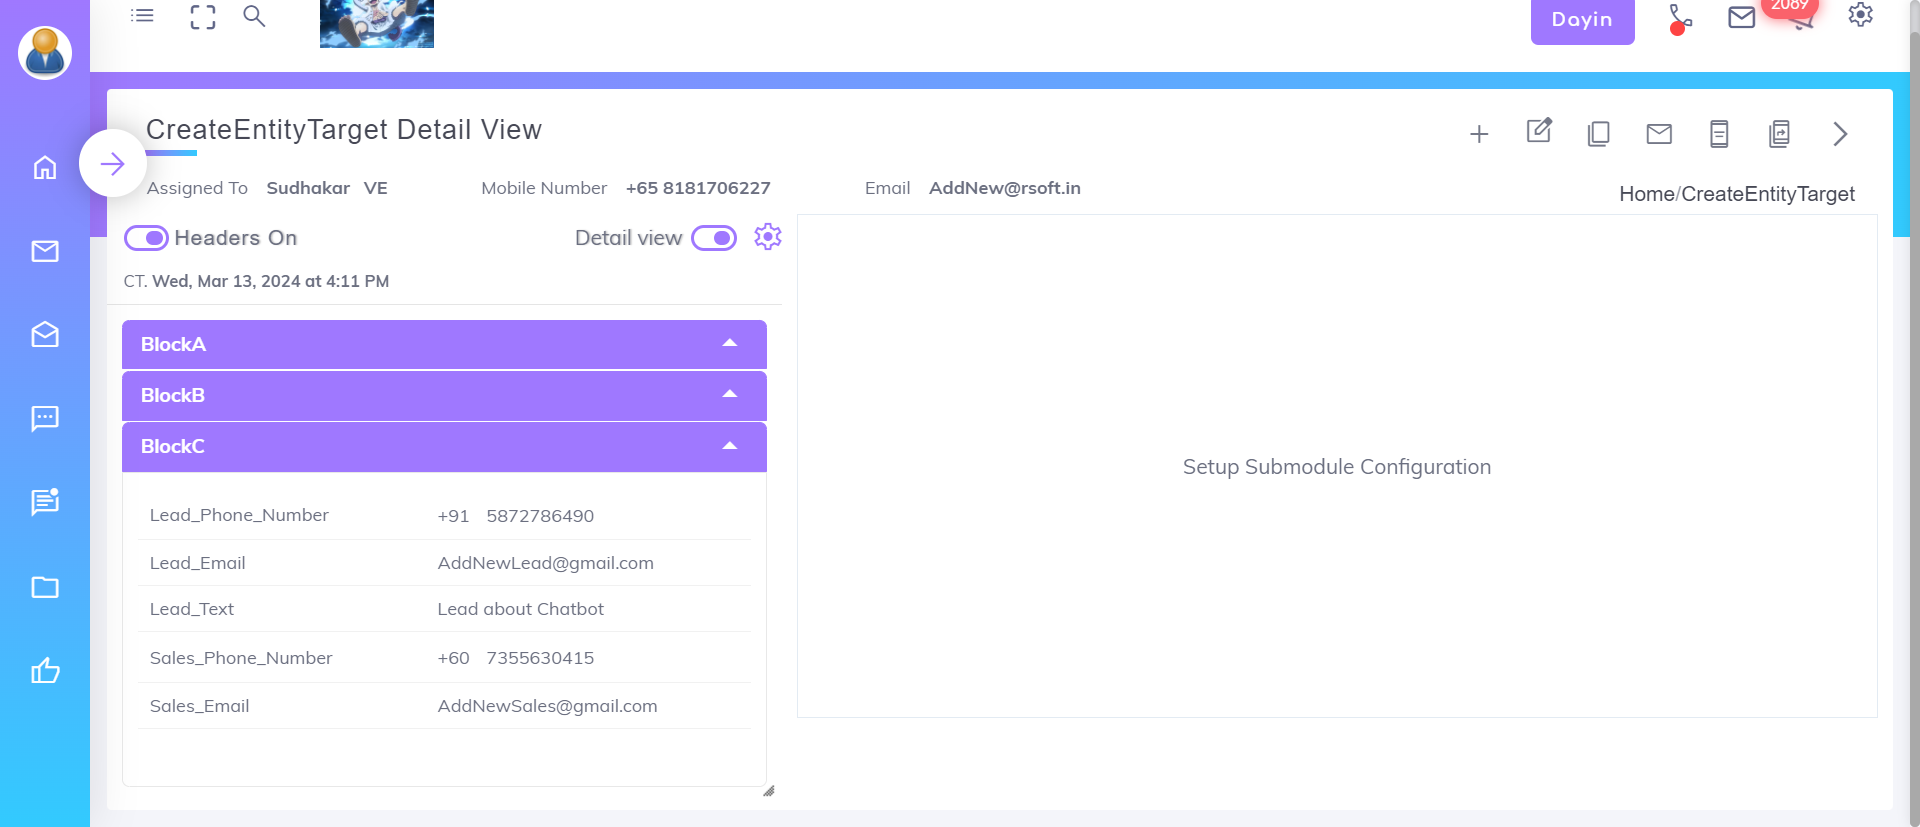 Dayin
2089
CreateEntityTarget Detail View
Assigned To Sudhakar VE Mobile Number +65 8181706227 Email AddNew@rsoft.in
Home/CreateEntityTarget
Headers On Detail view
CT. Wed, Mar 13, 2024 at 4:11 PM
BlockA
BlockB
BlockC
Lead_Phone_Number +91 5872786490
Lead_Email AddNewLead@gmail.com
Lead_Text Lead about Chatbot
Sales_Phone_Number +60 7355630415
Sales_Email AddNewSales@gmail.com
Setup Submodule Configuration